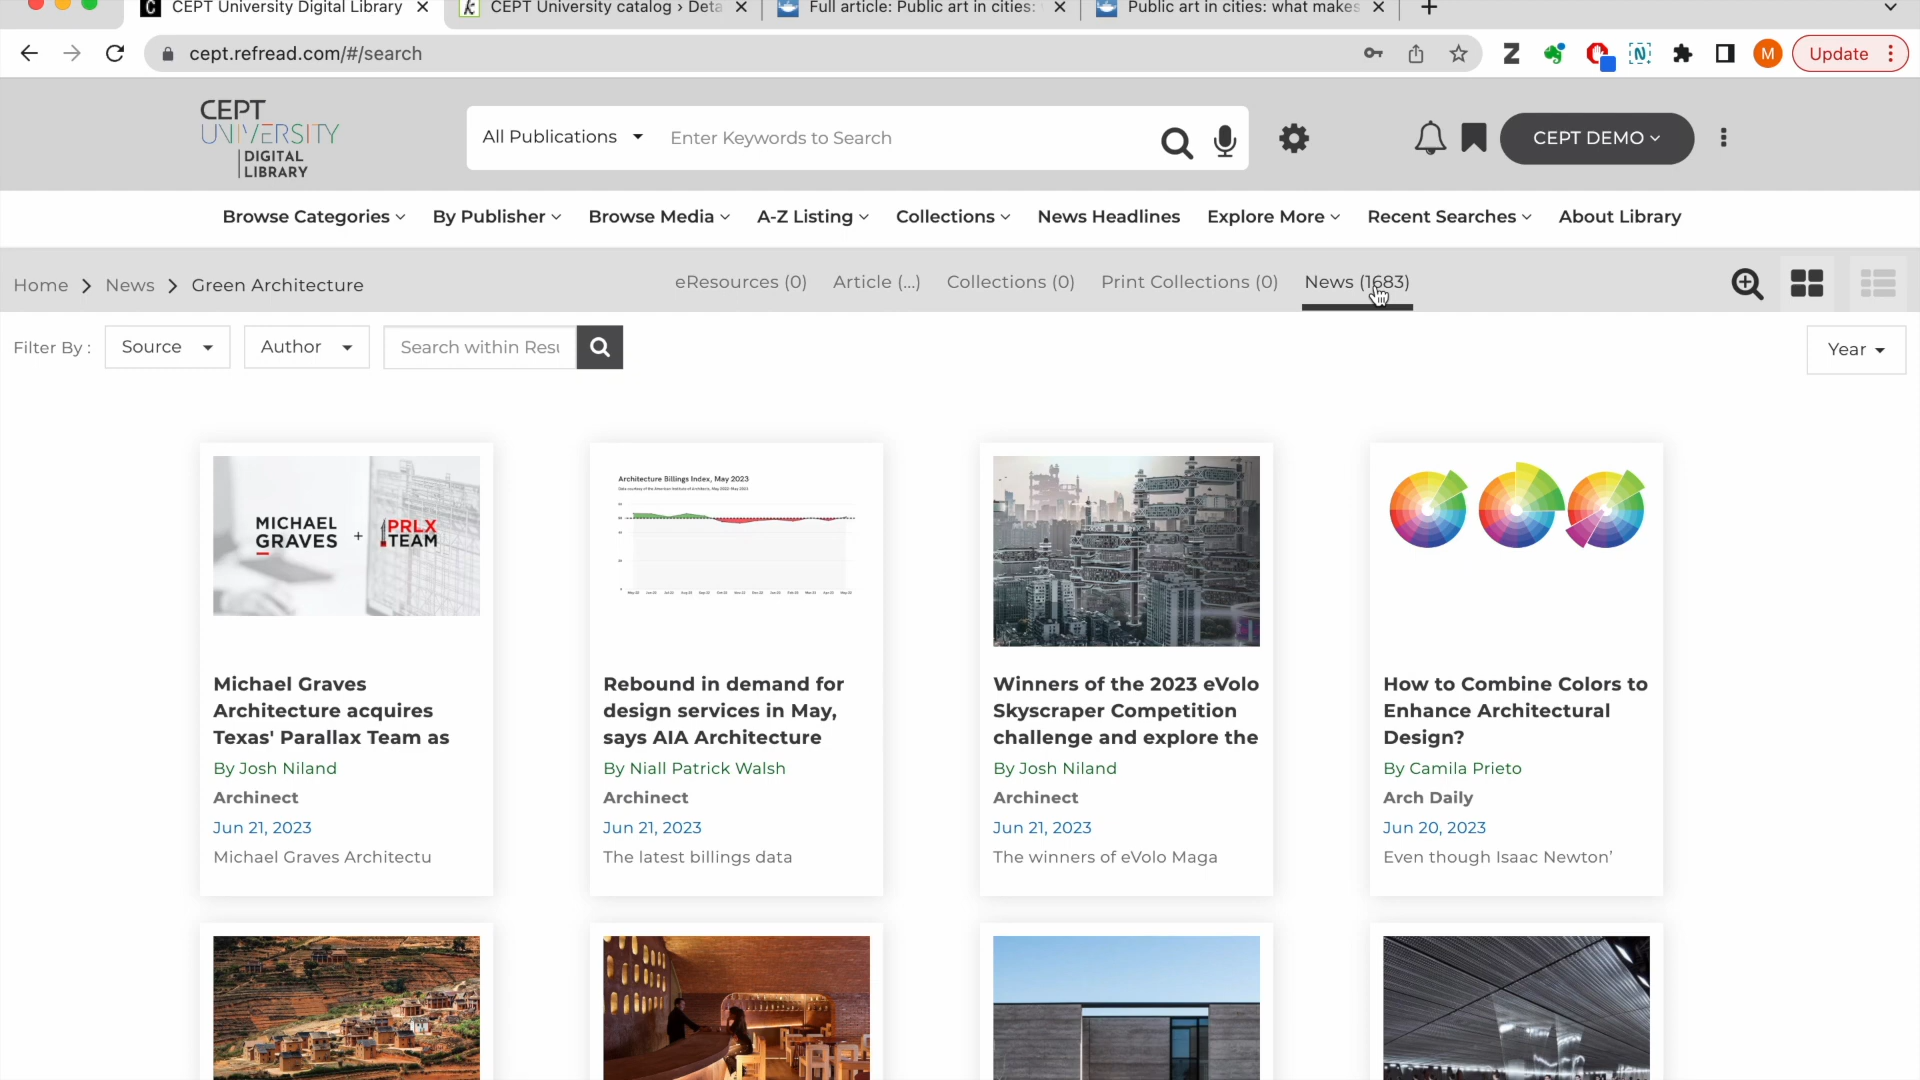 CEPT University Digital Library
CEPT University catalog › Deta
Full article: Public art in cities:
Public art in cities: what makes
cept.refread.com/#/search
M
Update
CEPT
UNIVERSITY
DIGITAL
LIBRARY
All Publications
Enter Keywords to Search
CEPT DEMO
Browse Categories
By Publisher
Browse Media
A-Z Listing
Collections
News Headlines
Explore More
Recent Searches
About Library
Home > News > Green Architecture
eResources (0)
Article (...)
Collections (0)
Print Collections (0)
News (1683)
Filter By :
Source
Author
Search within Resu
Year
MICHAEL
GRAVES
+
PRLX
TEAM
Michael Graves
Architecture acquires
Texas' Parallax Team as
By Josh Niland
Archinect
Jun 21, 2023
Michael Graves Architectu
Architecture Billings Index, May 2023
Rebound in demand for
design services in May,
says AIA Architecture
By Niall Patrick Walsh
Archinect
Jun 21, 2023
The latest billings data
Winners of the 2023 eVolo
Skyscraper Competition
challenge and explore the
By Josh Niland
Archinect
Jun 21, 2023
The winners of eVolo Maga
How to Combine Colors to
Enhance Architectural
Design?
By Camila Prieto
Arch Daily
Jun 20, 2023
Even though Isaac Newton’